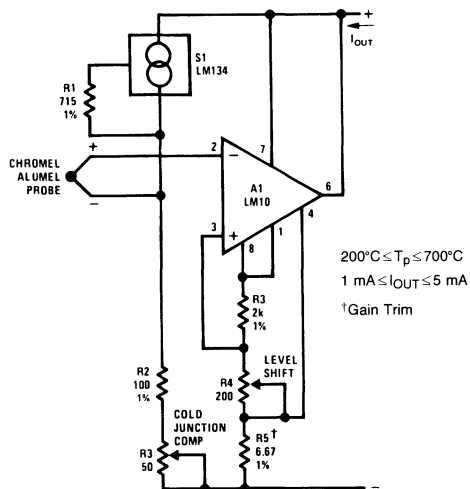 +
I OUT
S1
LM134
R1
715
1%
CHROMEL
ALUMEL
PROBE
+
−
2
−
7
A1
LM10
6
4
3
+
8
1
200°C ≤ Tp ≤ 700°C
1 mA ≤ IOUT ≤ 5 mA
†Gain Trim
R3
2k
1%
LEVEL
SHIFT
R4
200
R2
100
1%
COLD
JUNCTION
COMP
R3
50
R5 †
6.67
1%
−